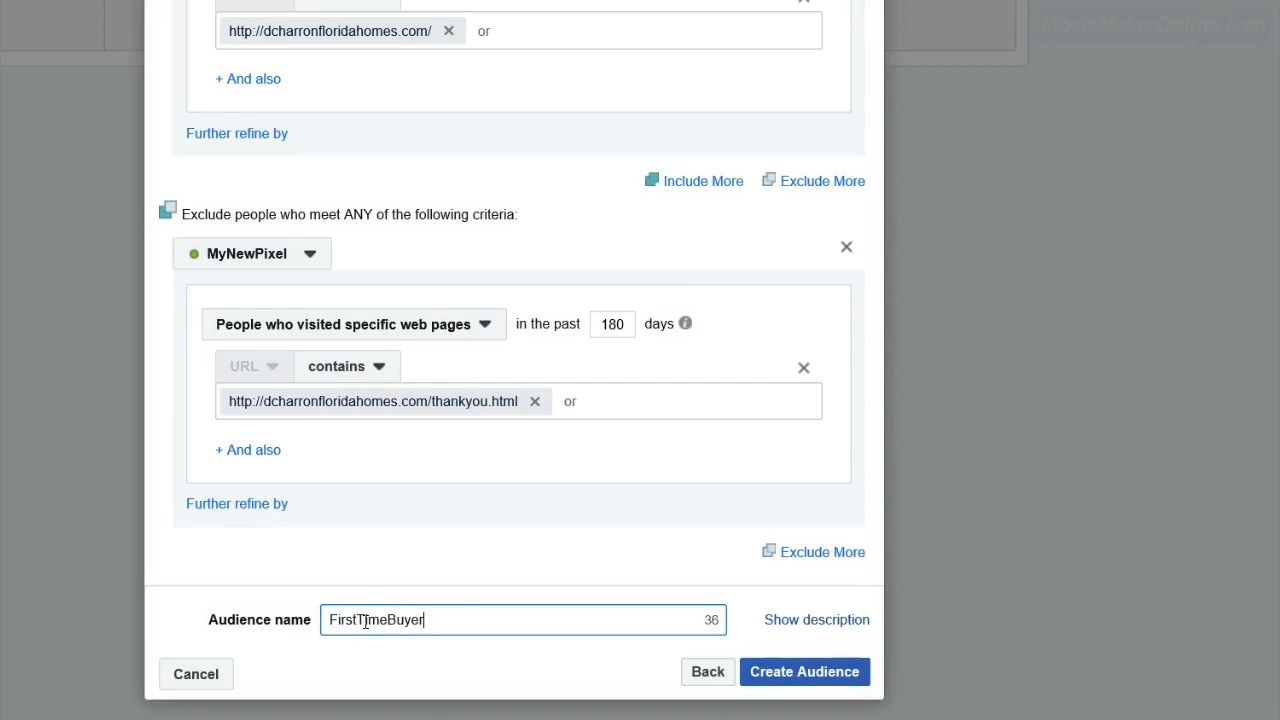 MovieMakerOnline.com
http://dcharronfloridahomes.com/ or
+ And also
Further refine by
Include More Exclude More
Exclude people who meet ANY of the following criteria:
MyNewPixel
People who visited specific web pages in the past 180 days
URL contains
http://dcharronfloridahomes.com/thankyou.html or
+ And also
Further refine by
Exclude More
Audience name FirstTimeBuyer 36 Show description
Cancel Back Create Audience